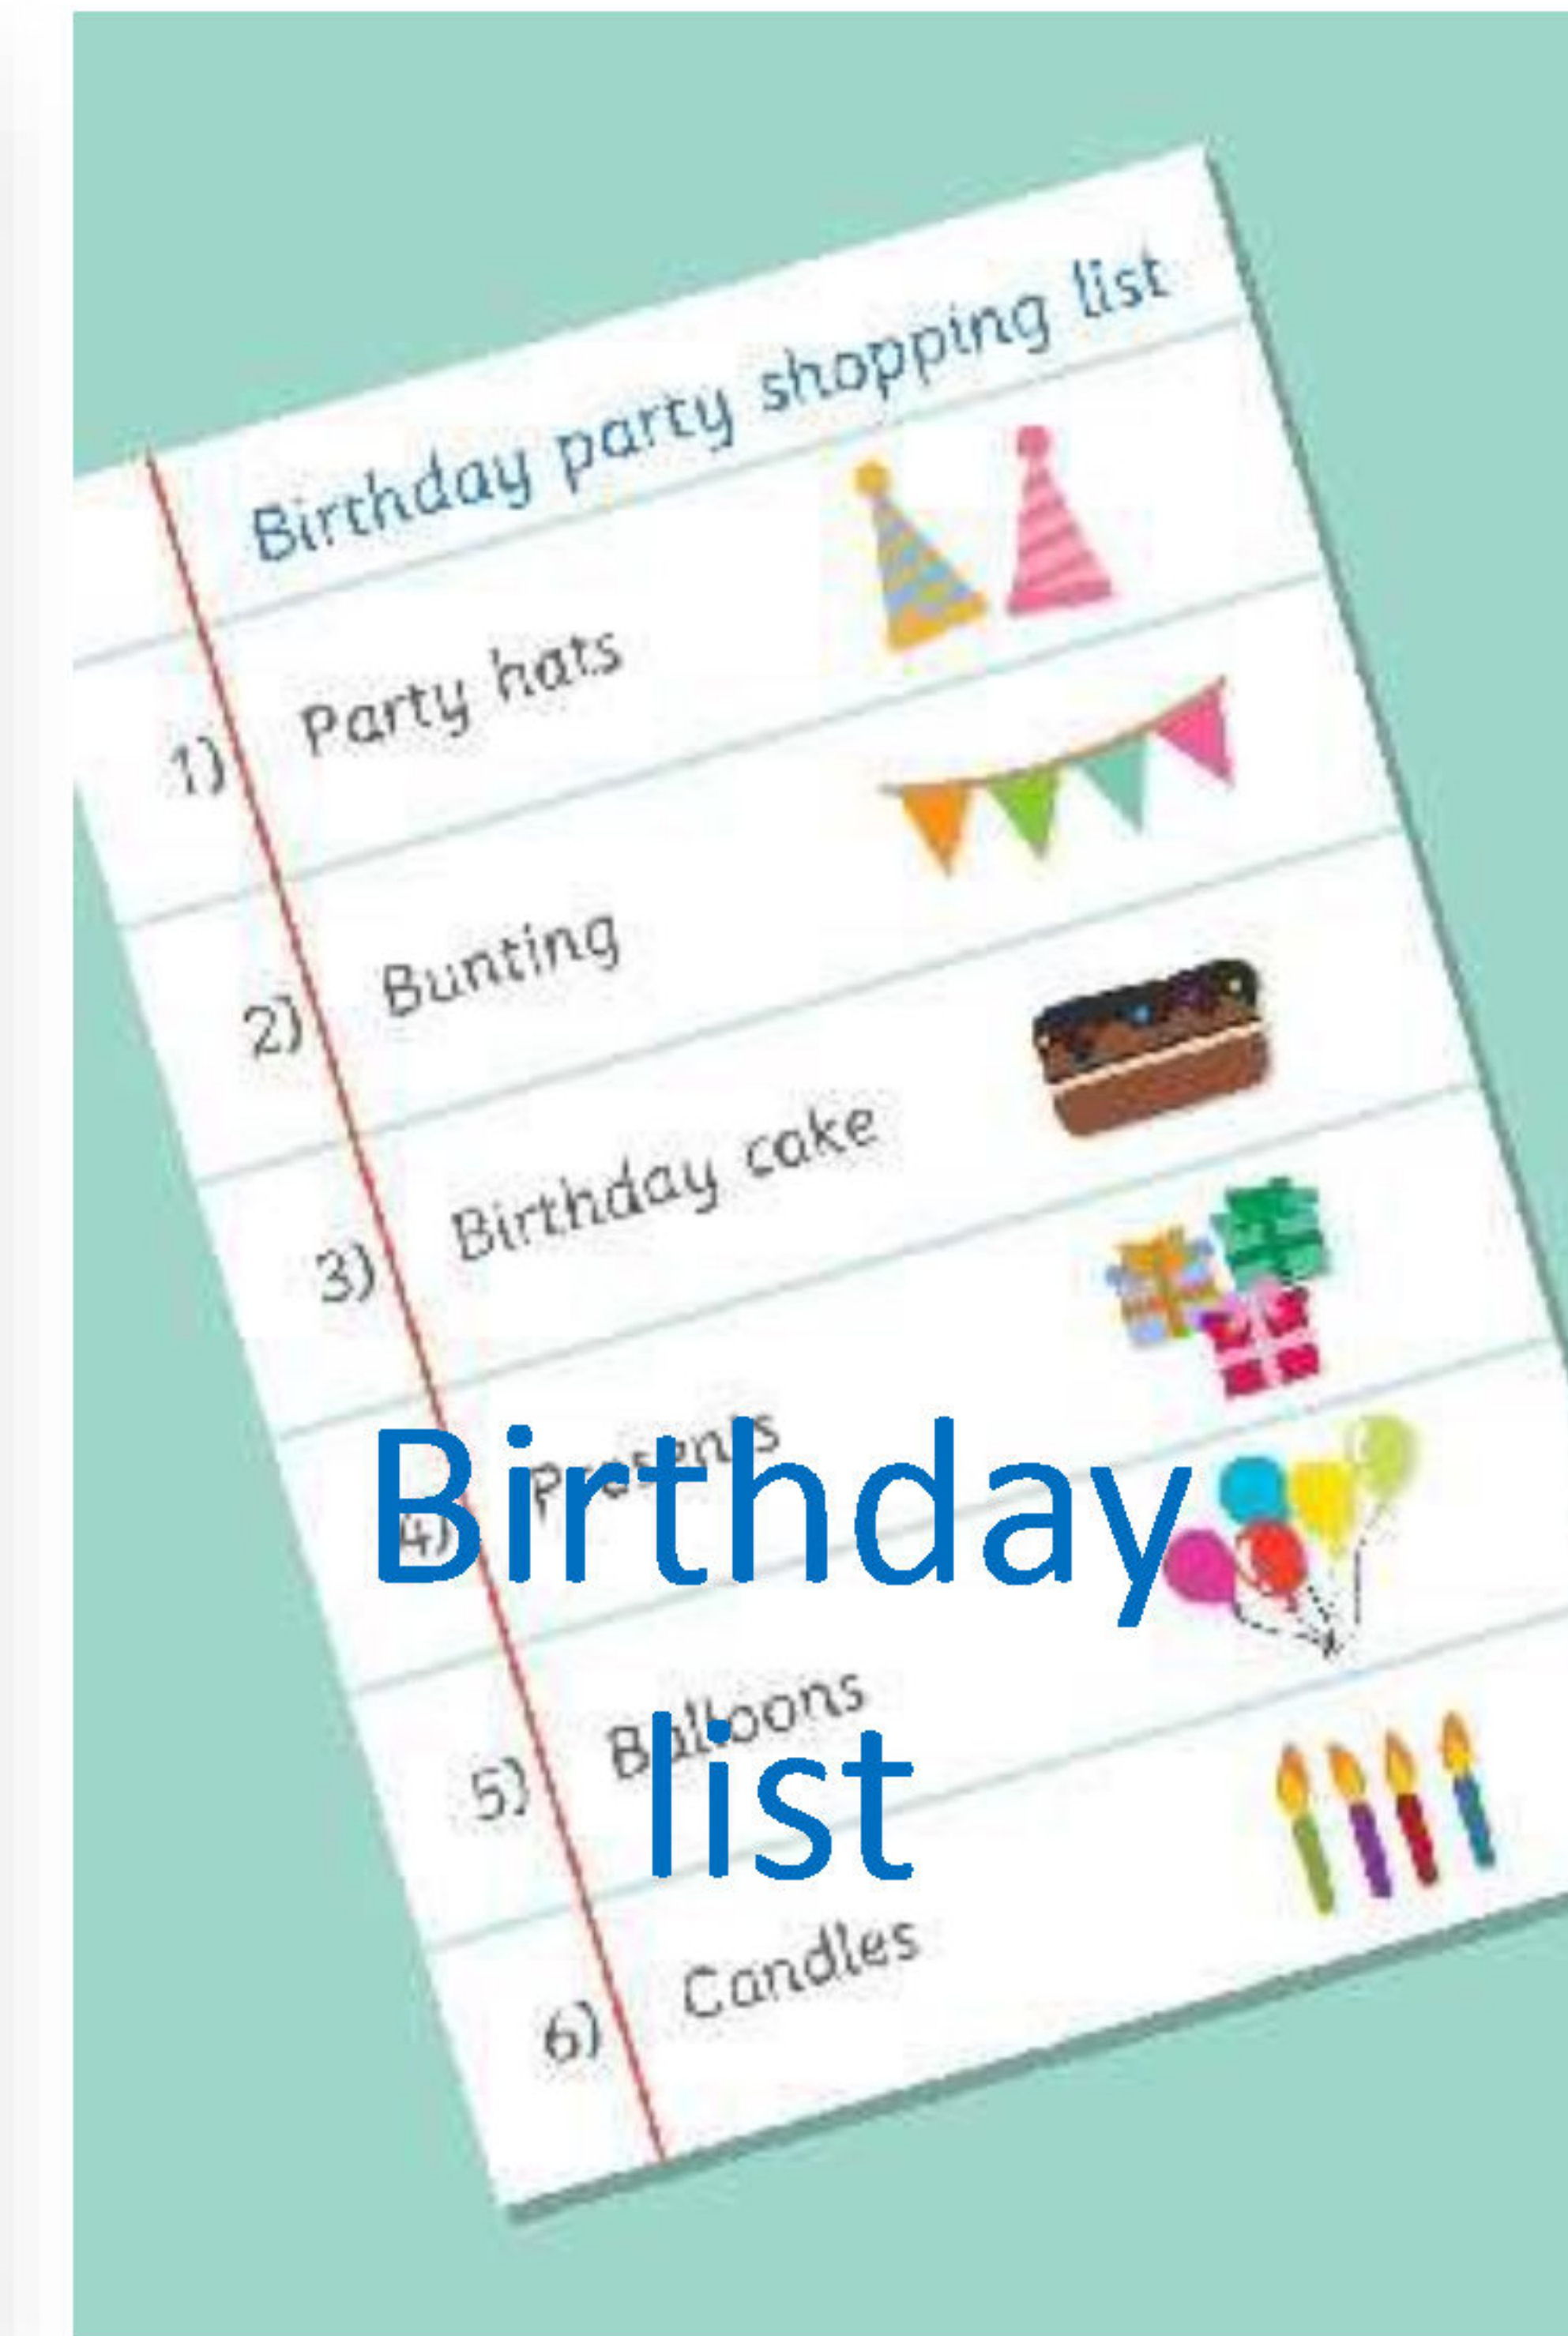 Birthday party shopping list
1) Party hats
2) Bunting
3) Birthday cake
4) Presents
5) Balloons
6) Candles
Birthday
list